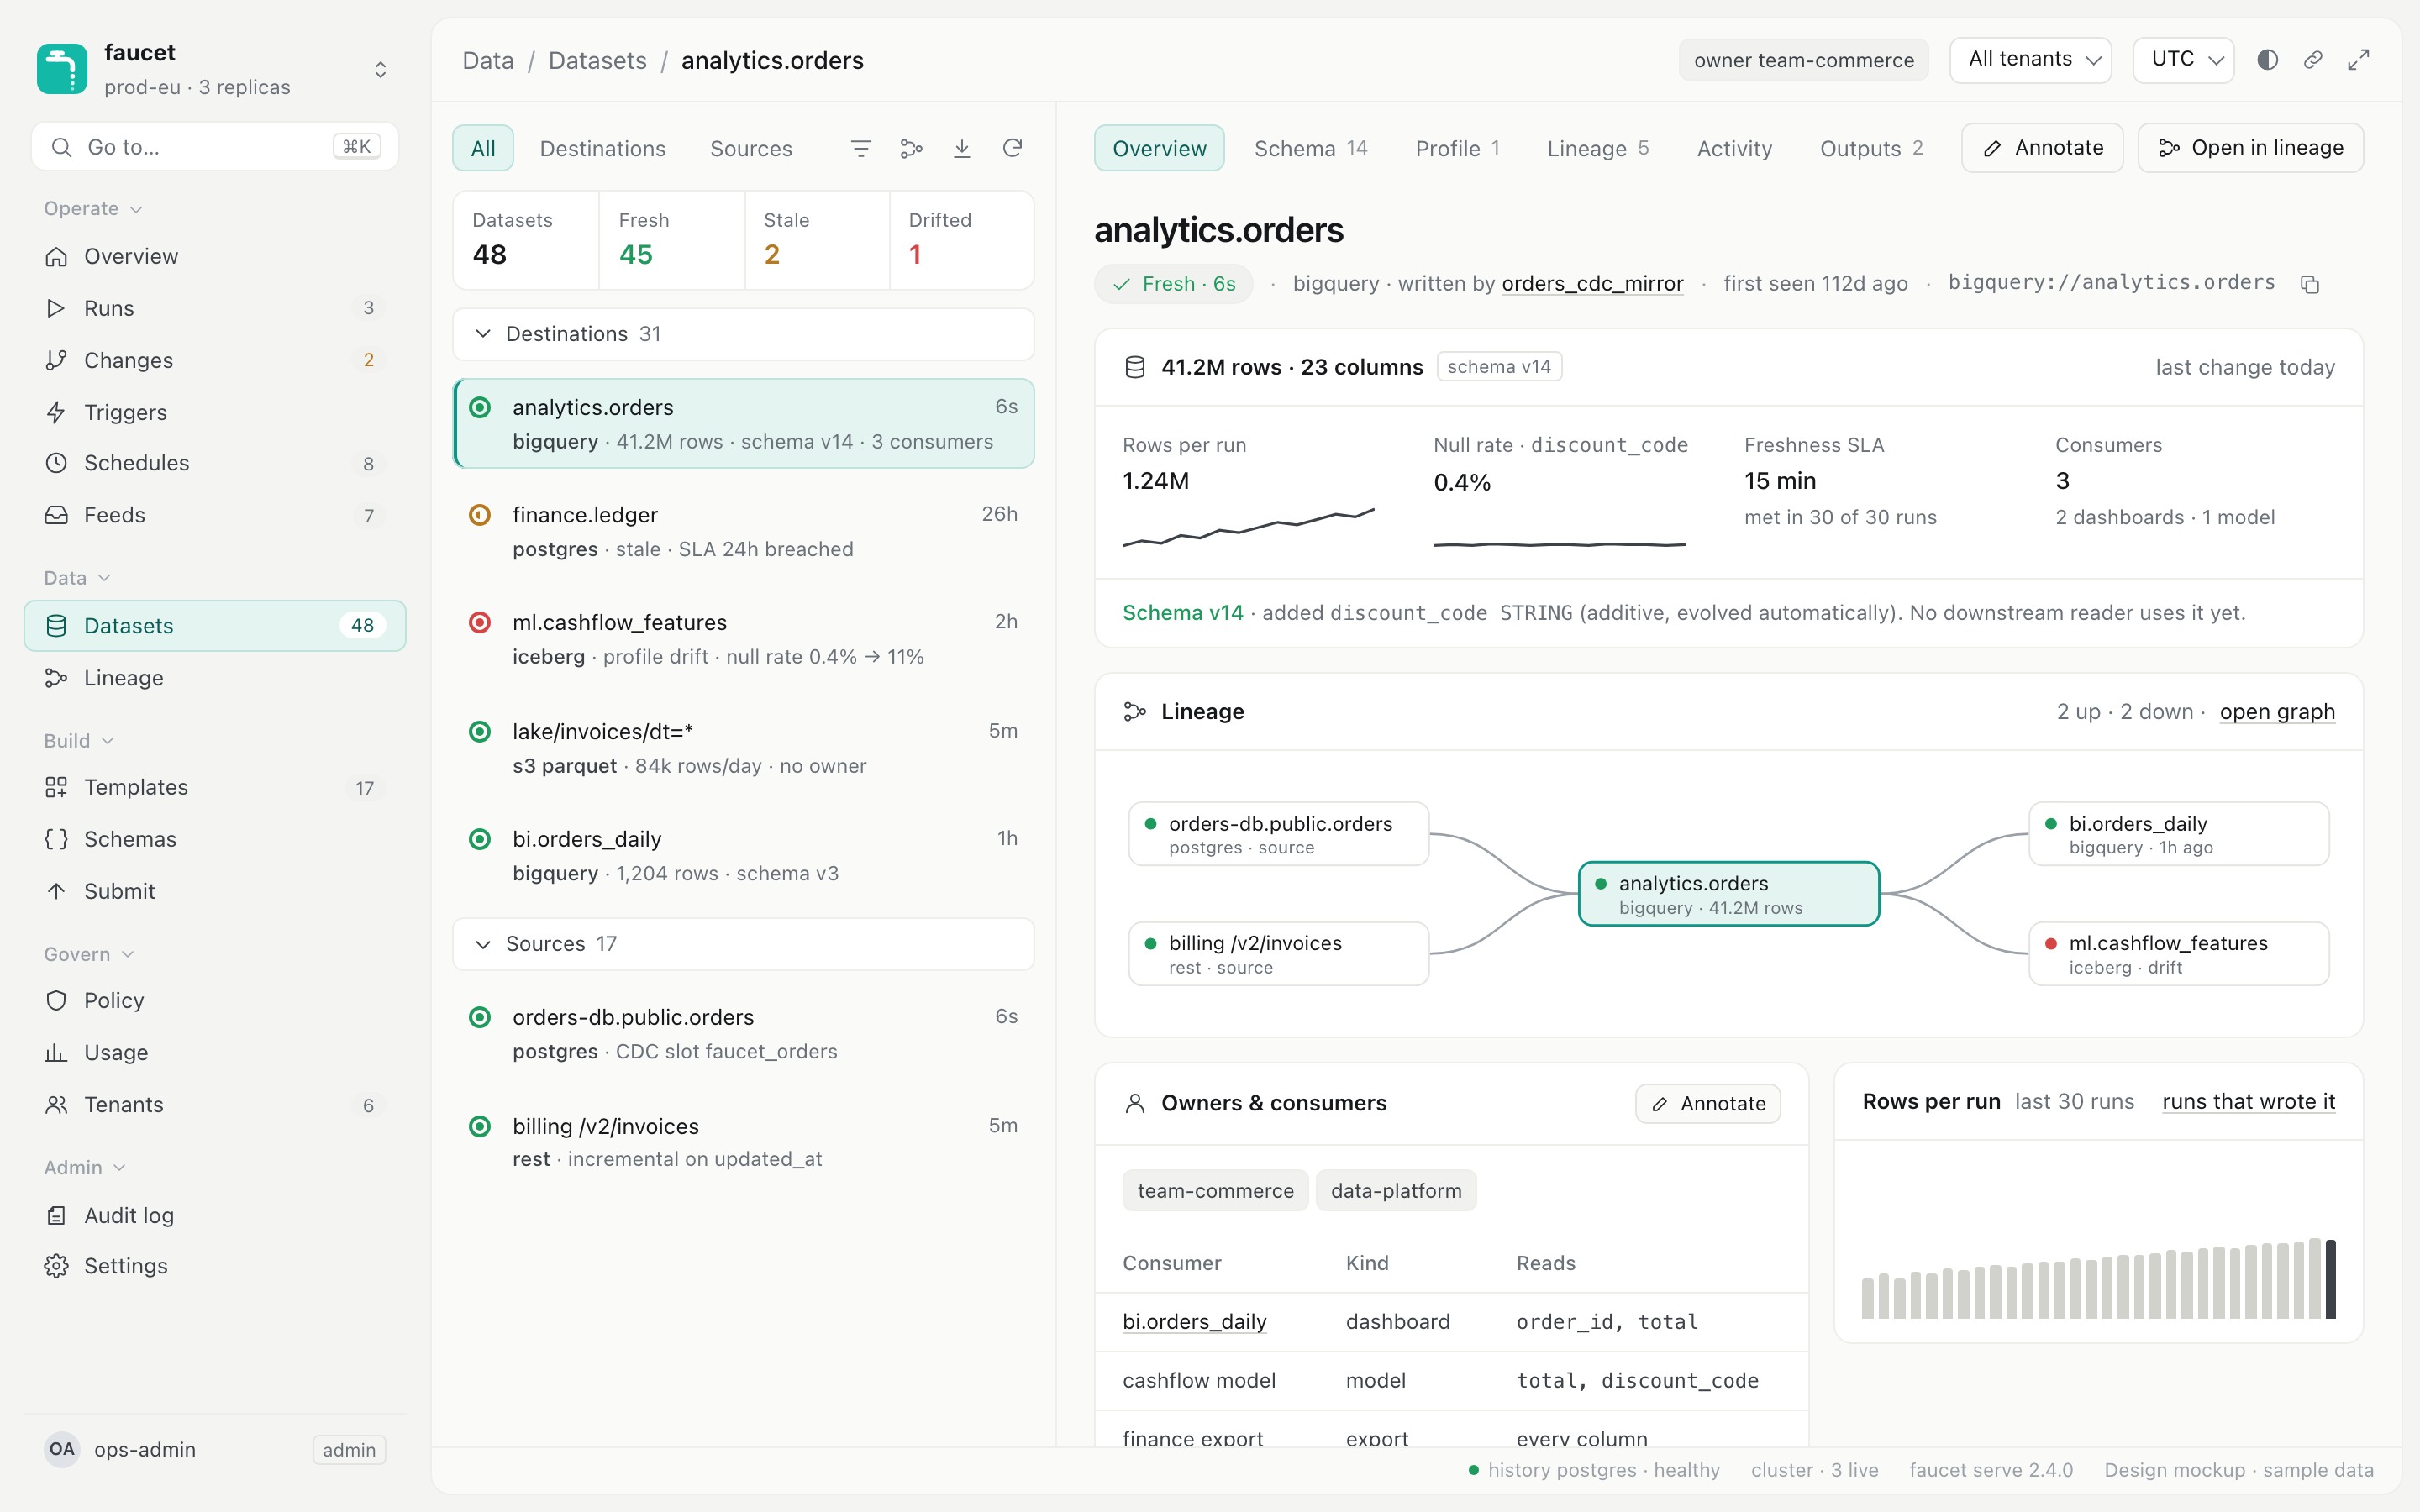 faucet
prod-eu · 3 replicas
Go to...
⌘K
Operate
Overview
Runs 3
Changes 2
Triggers
Schedules 8
Feeds 7
Data
Datasets 48
Lineage
Build
Templates 17
Schemas
Submit
Govern
Policy
Usage
Tenants 6
Admin
Audit log
Settings
OA ops-admin admin
Data / Datasets / analytics.orders
owner team-commerce
All tenants
UTC
All Destinations Sources
Datasets 48
Fresh 45
Stale 2
Drifted 1
Destinations 31
analytics.orders 6s
bigquery · 41.2M rows · schema v14 · 3 consumers
finance.ledger 26h
postgres · stale · SLA 24h breached
ml.cashflow_features 2h
iceberg · profile drift · null rate 0.4% → 11%
lake/invoices/dt=* 5m
s3 parquet · 84k rows/day · no owner
bi.orders_daily 1h
bigquery · 1,204 rows · schema v3
Sources 17
orders-db.public.orders 6s
postgres · CDC slot faucet_orders
billing /v2/invoices 5m
rest · incremental on updated_at
Overview Schema 14 Profile 1 Lineage 5 Activity Outputs 2 Annotate Open in lineage
analytics.orders
Fresh · 6s · bigquery · written by orders_cdc_mirror · first seen 112d ago · bigquery://analytics.orders
41.2M rows · 23 columns schema v14 last change today
Rows per run
1.24M
Null rate · discount_code
0.4%
Freshness SLA
15 min
met in 30 of 30 runs
Consumers
3
2 dashboards · 1 model
Schema v14 · added discount_code STRING (additive, evolved automatically). No downstream reader uses it yet.
Lineage 2 up · 2 down · open graph
orders-db.public.orders
postgres · source
billing /v2/invoices
rest · source
analytics.orders
bigquery · 41.2M rows
bi.orders_daily
bigquery · 1h ago
ml.cashflow_features
iceberg · drift
Owners & consumers Annotate
team-commerce data-platform
Consumer Kind Reads
bi.orders_daily dashboard order_id, total
cashflow model model total, discount_code
finance export export every column
Rows per run last 30 runs runs that wrote it
history postgres · healthy cluster · 3 live faucet serve 2.4.0 Design mockup · sample data